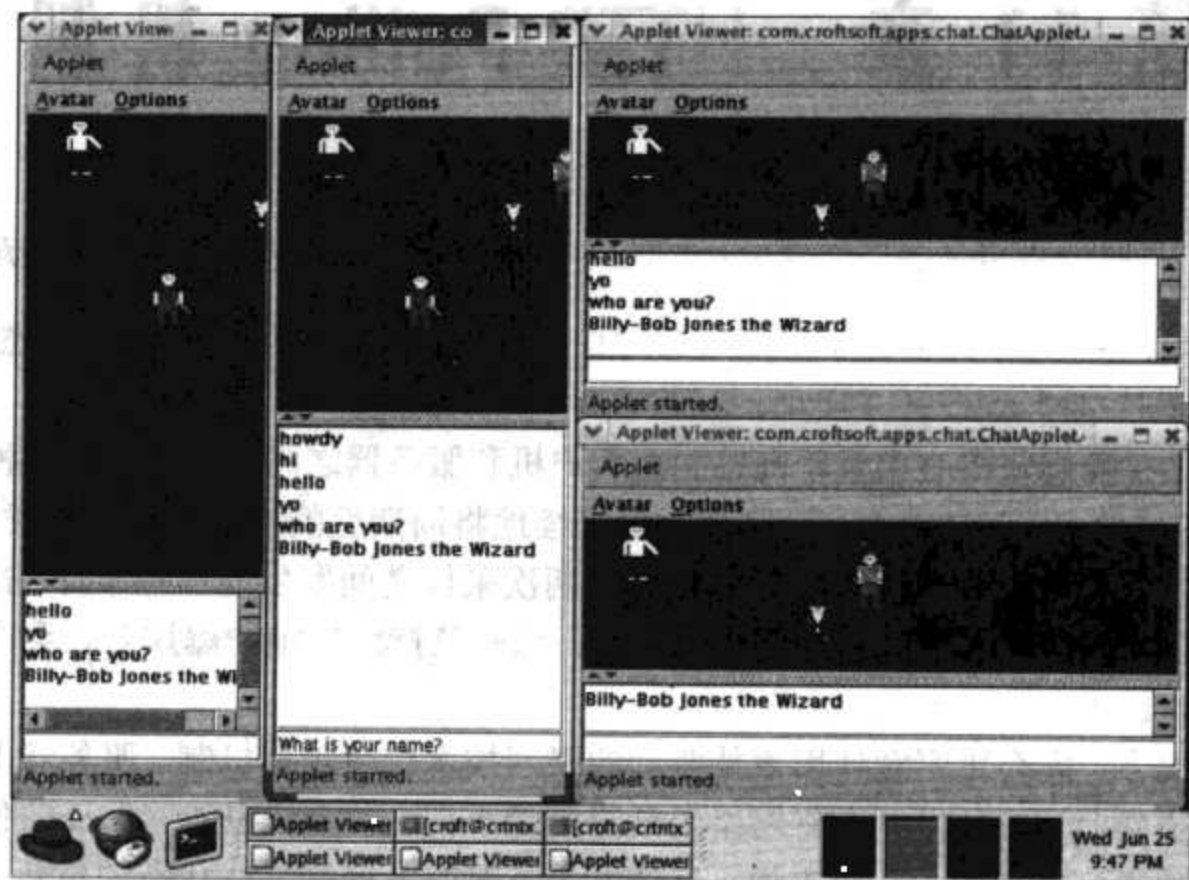 Applet View
Applet
Avatar Options
hello
yo
who are you?
Billy-Bob Jones the Wi
Applet started.
Applet Viewer: co
Applet
Avatar Options
howdy
hi
hello
yo
who are you?
Billy-Bob Jones the Wizard
What is your name?
Applet started.
Applet Viewer: com.croftsoft.apps.chat.ChatApplet.
Applet
Avatar Options
hello
yo
who are you?
Billy-Bob Jones the Wizard
Applet started.
Applet Viewer: com.croftsoft.apps.chat.ChatApplet.
Applet
Avatar Options
Billy-Bob Jones the Wizard
Applet started.
Applet Viewer [croft@crtntx [croft@crtntx
Applet Viewer Applet Viewer Applet Viewer
Wed Jun 25
9:47 PM